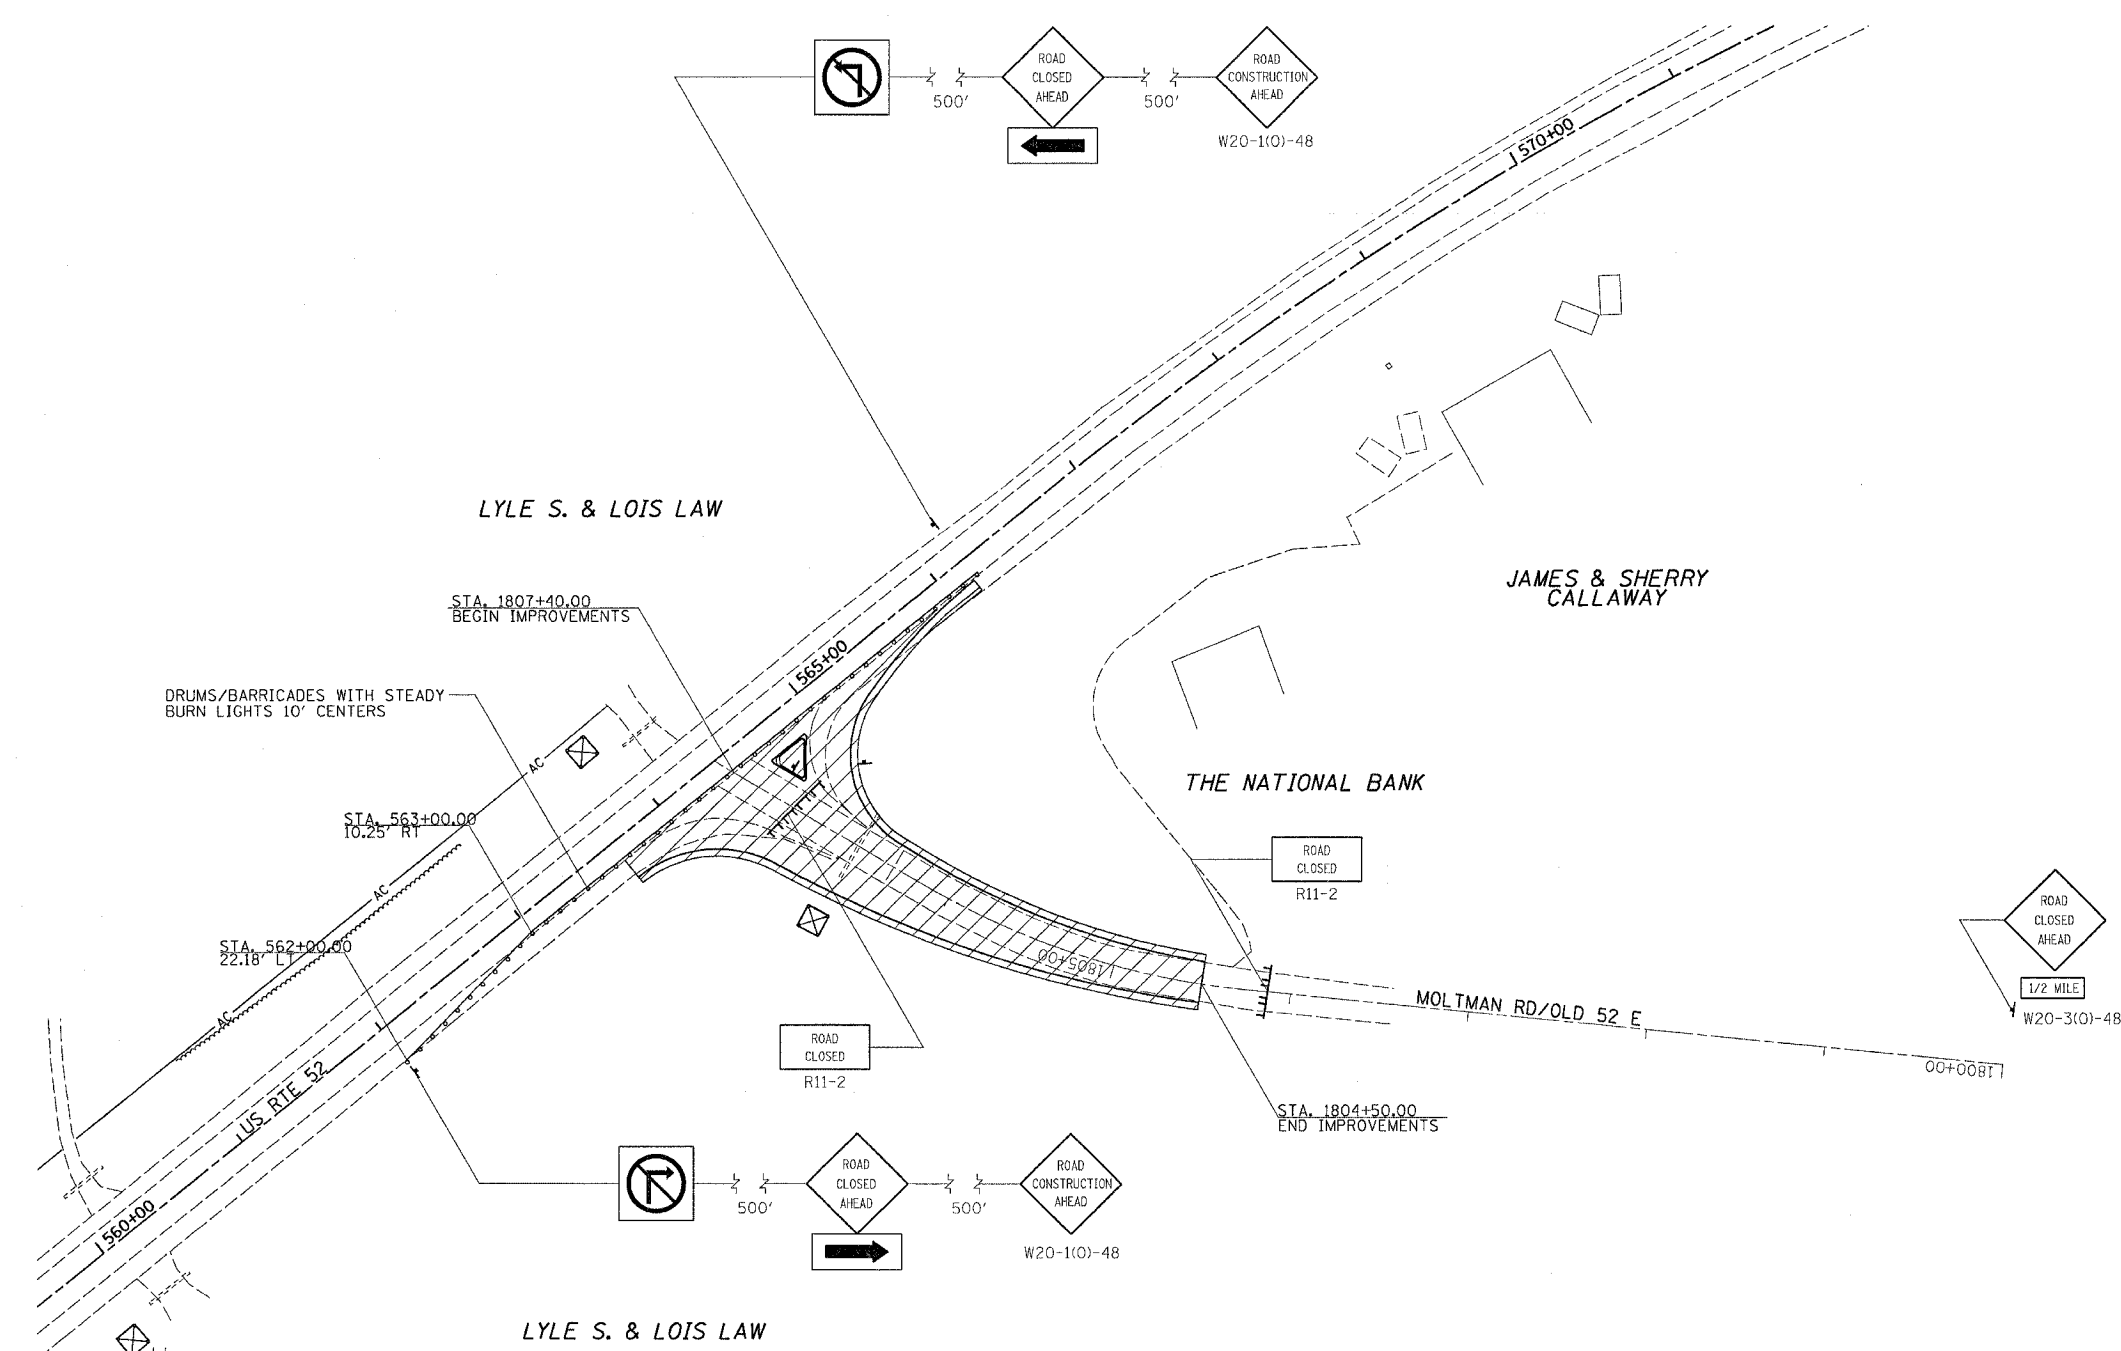 ROAD
CLOSED
AHEAD
ROAD
CONSTRUCTION
AHEAD
500'
500'
W20-1(O)-48
570+00
LYLE S. & LOIS LAW
JAMES & SHERRY
CALLAWAY
STA. 1807+40.00
BEGIN IMPROVEMENTS
565+00
DRUMS/BARRICADES WITH STEADY
BURN LIGHTS 10' CENTERS
AC
THE NATIONAL BANK
STA. 563+00.00
10.25' RT
ROAD
CLOSED
R11-2
AC
ROAD
CLOSED
AHEAD
1/2 MILE
W20-3(O)-48
STA. 562+00.00
22.18' LT
1805+00
MOLTMAN RD/OLD 52 E
AC
ROAD
CLOSED
R11-2
1800+00
US RTE 52
STA. 1804+50.00
END IMPROVEMENTS
ROAD
CLOSED
AHEAD
ROAD
CONSTRUCTION
AHEAD
500'
500'
W20-1(O)-48
560+00
LYLE S. & LOIS LAW